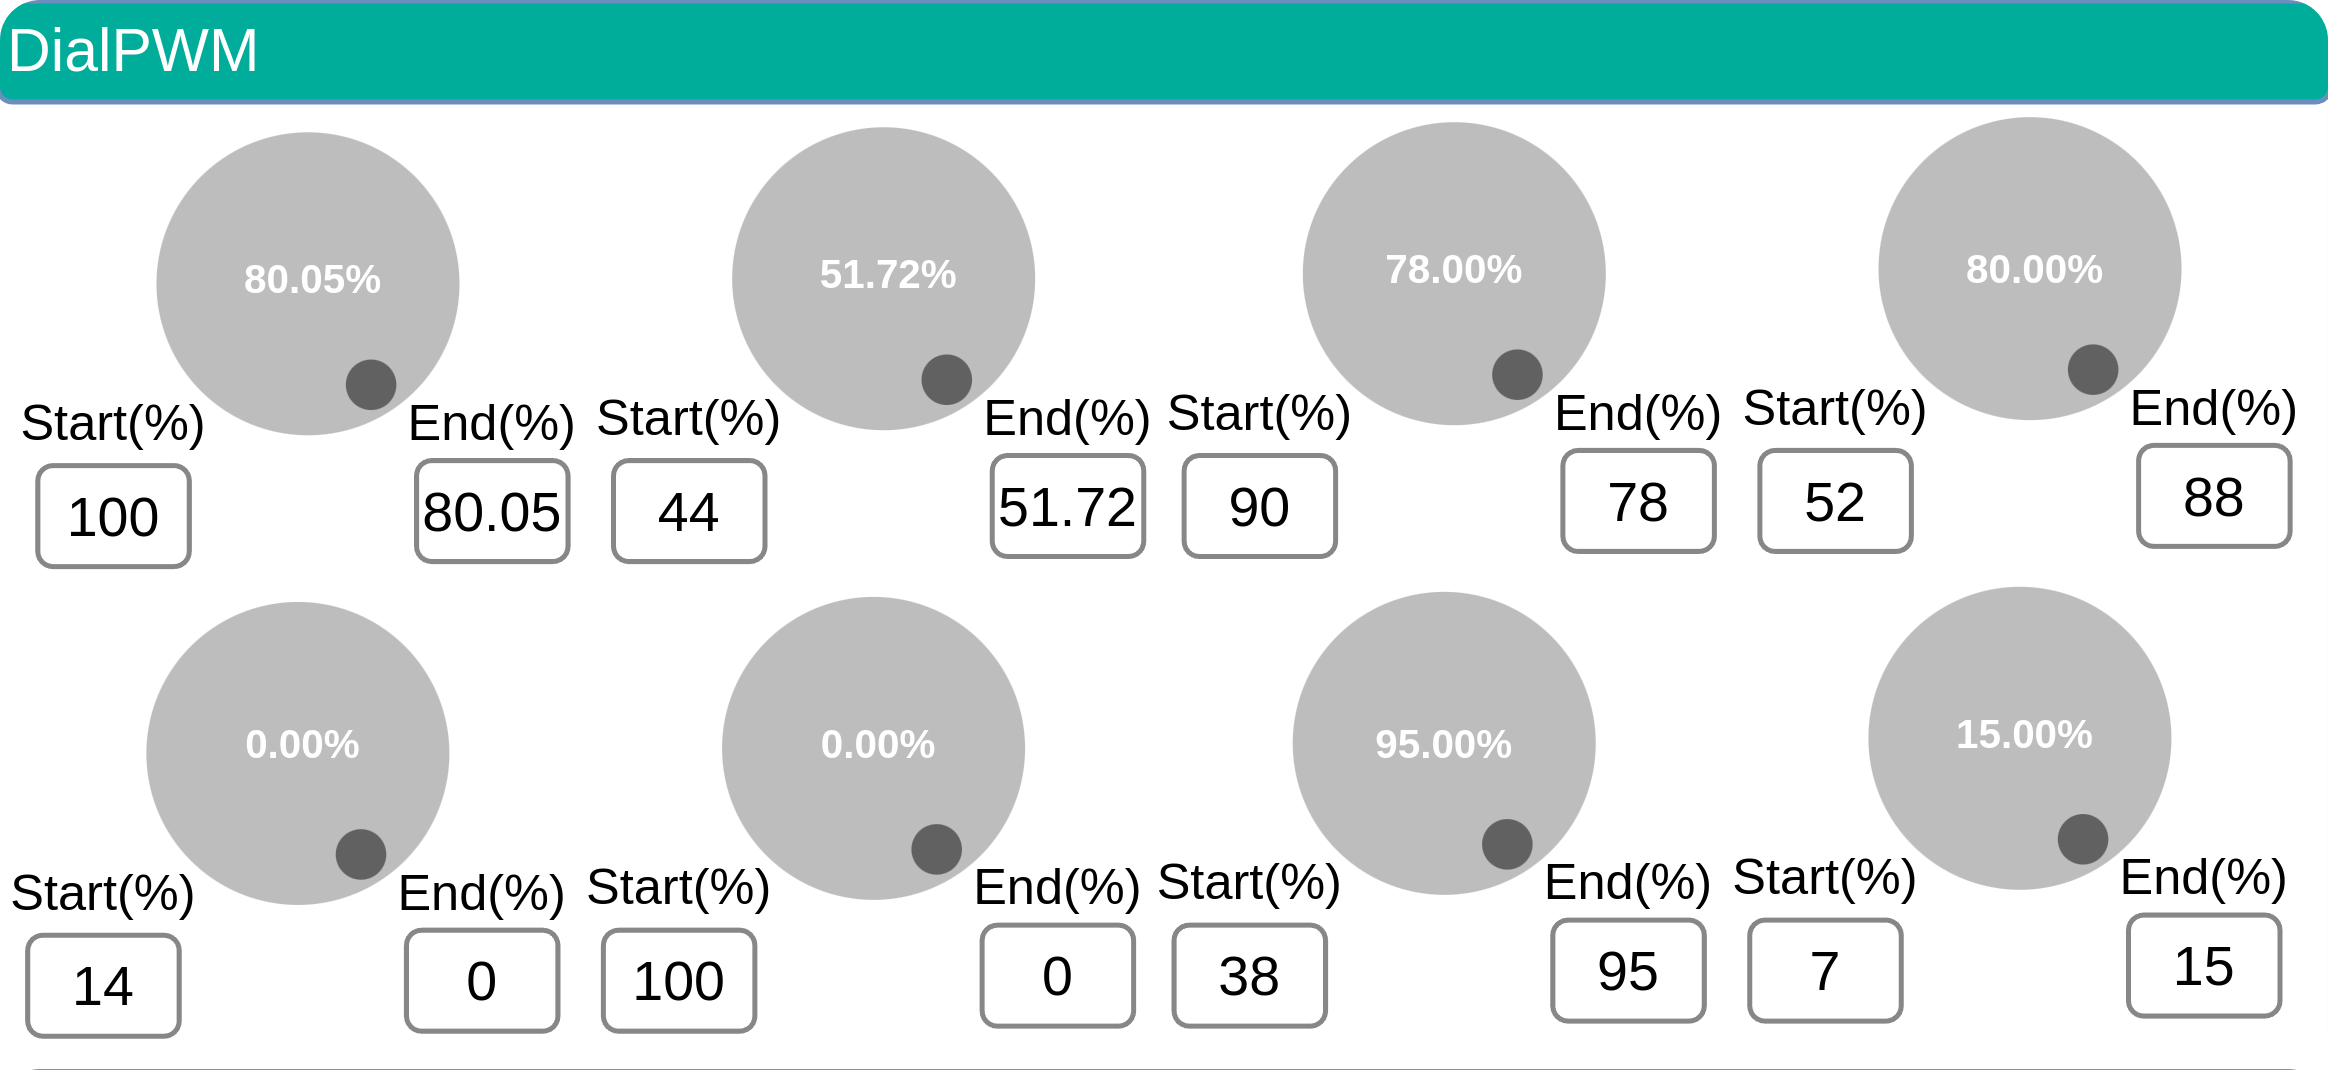 DialPWM
80.05% 51.72% 78.00% 80.00%
Start(%) End(%) Start(%) End(%) Start(%) End(%) Start(%) End(%)
100 80.05 44 51.72 90 78 52 88
0.00% 0.00% 95.00% 15.00%
Start(%) End(%) Start(%) End(%) Start(%) End(%) Start(%) End(%)
14 0 100 0 38 95 7 15